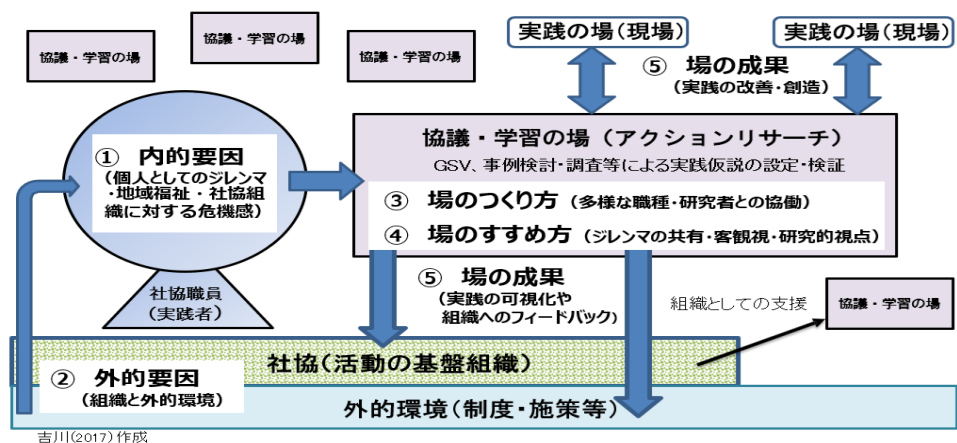 協議・学習の場
協議・学習の場
協議・学習の場
実践の場(現場)
実践の場(現場)
⑤ 場の成果
(実践の改善・創造)
① 内的要因
(個人としてのジレンマ
・地域福祉・社協組
織に対する危機感)
社協職員
(実践者)
協議・学習の場（アクションリサーチ）
GSV、事例検討・調査等による実践仮説の設定・検証
③ 場のつくり方 (多様な職種・研究者との協働)
④ 場のすすめ方 (ジレンマの共有・客観視・研究的視点)
⑤ 場の成果
(実践の可視化や
組織へのフィードバック)
組織としての支援
協議・学習の場
社協(活動の基盤組織)
② 外的要因
(組織と外的環境)
外的環境(制度・施策等)
吉川(2017)作成